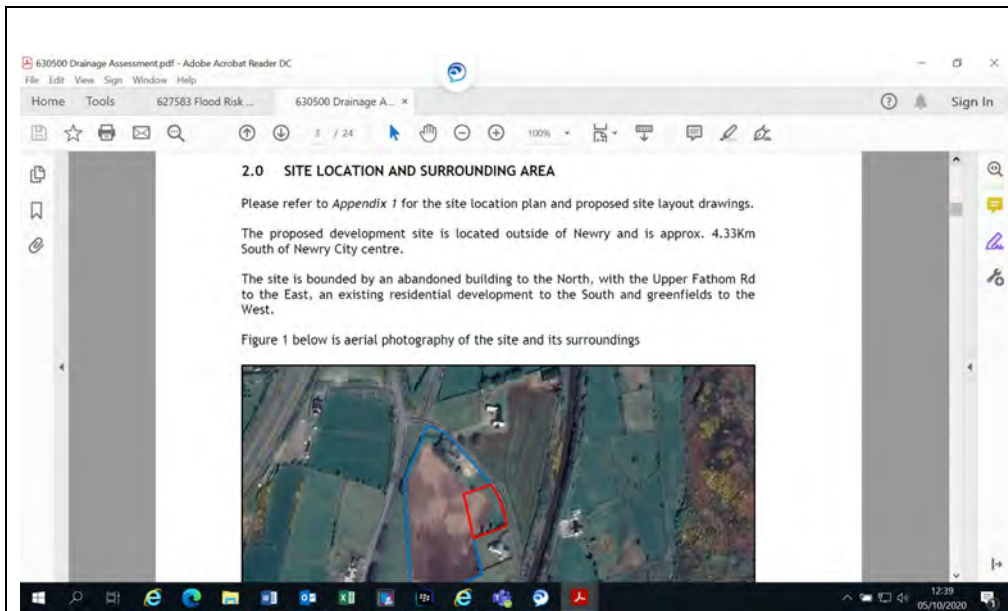 630500 Drainage Assessment.pdf - Adobe Acrobat Reader DC
File Edit View Sign Window Help
Home Tools 627583 Flood Risk ... 630500 Drainage A... × Sign In
3 / 24 100%
2.0 SITE LOCATION AND SURROUNDING AREA
Please refer to Appendix 1 for the site location plan and proposed site layout drawings.
The proposed development site is located outside of Newry and is approx. 4.33Km
South of Newry City centre.
The site is bounded by an abandoned building to the North, with the Upper Fathom Rd
to the East, an existing residential development to the South and greenfields to the
West.
Figure 1 below is aerial photography of the site and its surroundings
12:39
05/10/2020